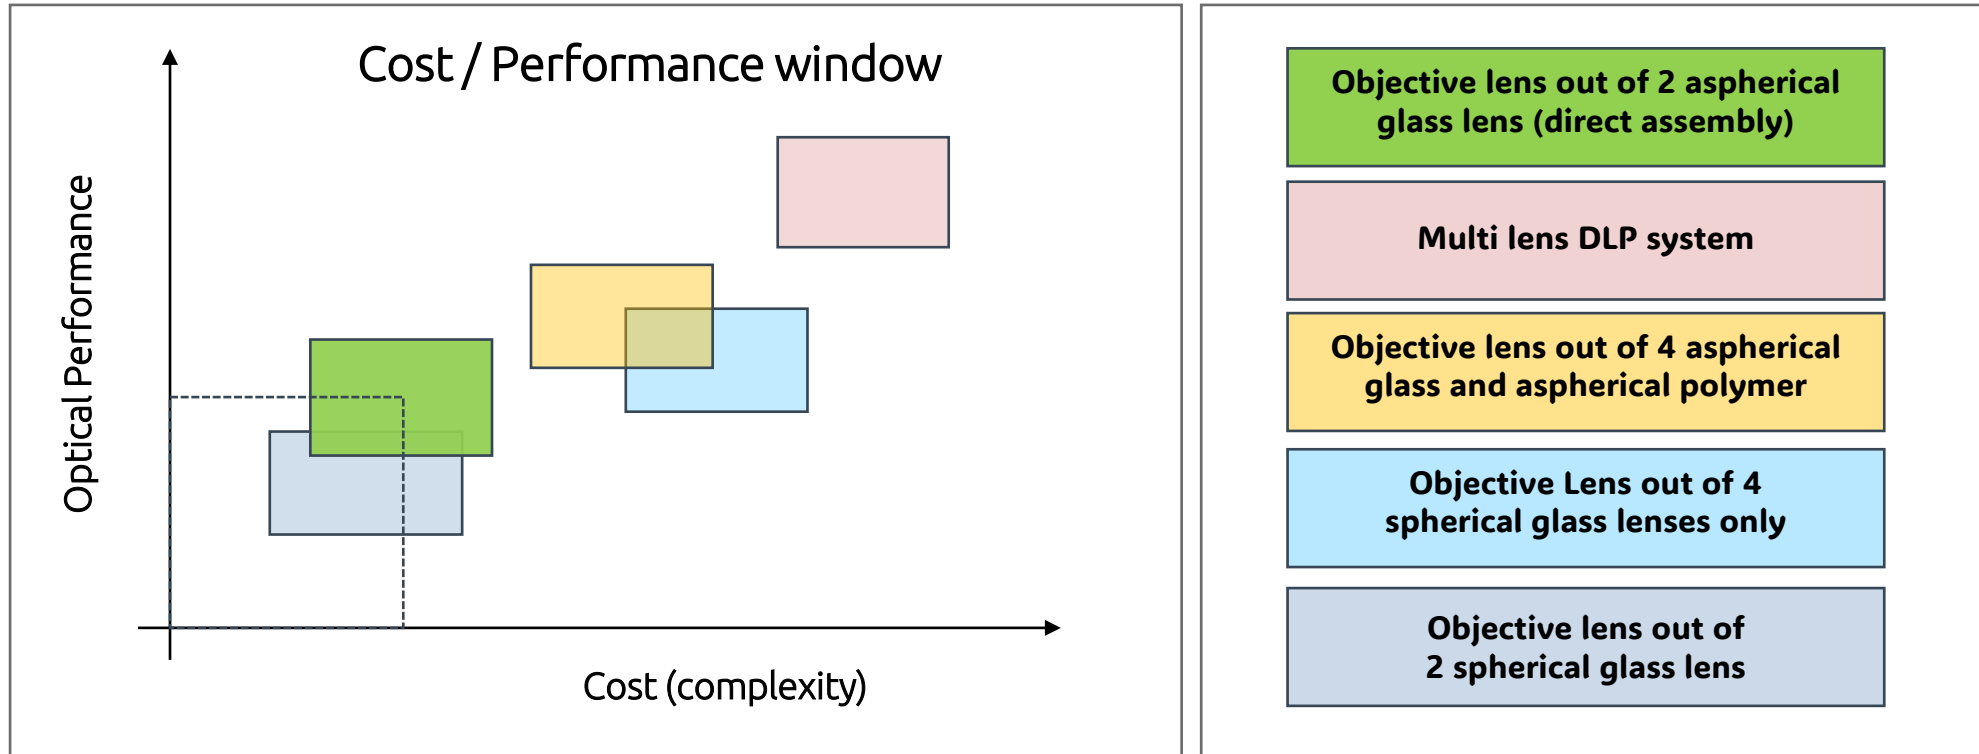 Cost / Performance window
Optical Performance
Cost (complexity)
Objective lens out of 2 aspherical
glass lens (direct assembly)
Multi lens DLP system
Objective lens out of 4 aspherical
glass and aspherical polymer
Objective Lens out of 4
spherical glass lenses only
Objective lens out of
2 spherical glass lens